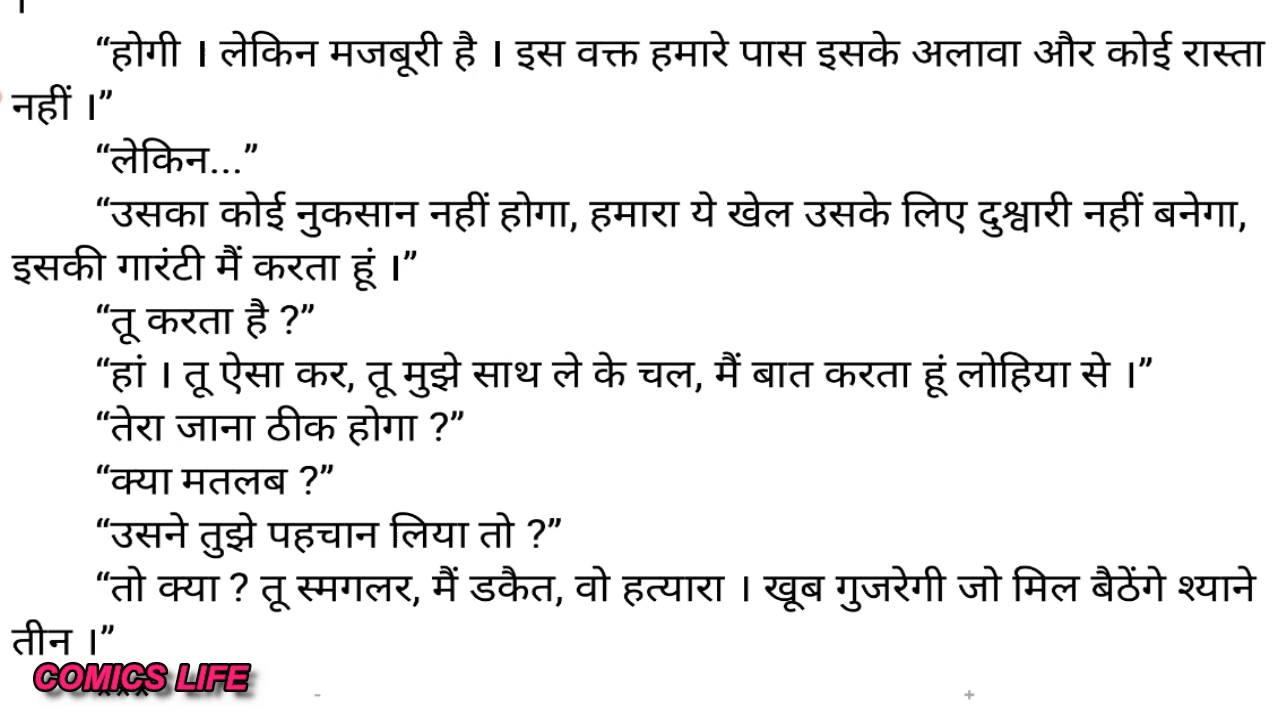 ।
“होगी । लेकिन मजबूरी है । इस वक्त हमारे पास इसके अलावा और कोई रास्ता
नहीं ।”
“लेकिन...”
“उसका कोई नुकसान नहीं होगा, हमारा ये खेल उसके लिए दुश्वारी नहीं बनेगा,
इसकी गारंटी मैं करता हूं ।”
“तू करता है ?”
“हां । तू ऐसा कर, तू मुझे साथ ले के चल, मैं बात करता हूं लोहिया से ।”
“तेरा जाना ठीक होगा ?”
“क्या मतलब ?”
“उसने तुझे पहचान लिया तो ?”
“तो क्या ? तू स्मगलर, मैं डकैत, वो हत्यारा । खूब गुजरेगी जो मिल बैठेंगे श्याने
तीन ।”
COMICS LIFE
***
- +